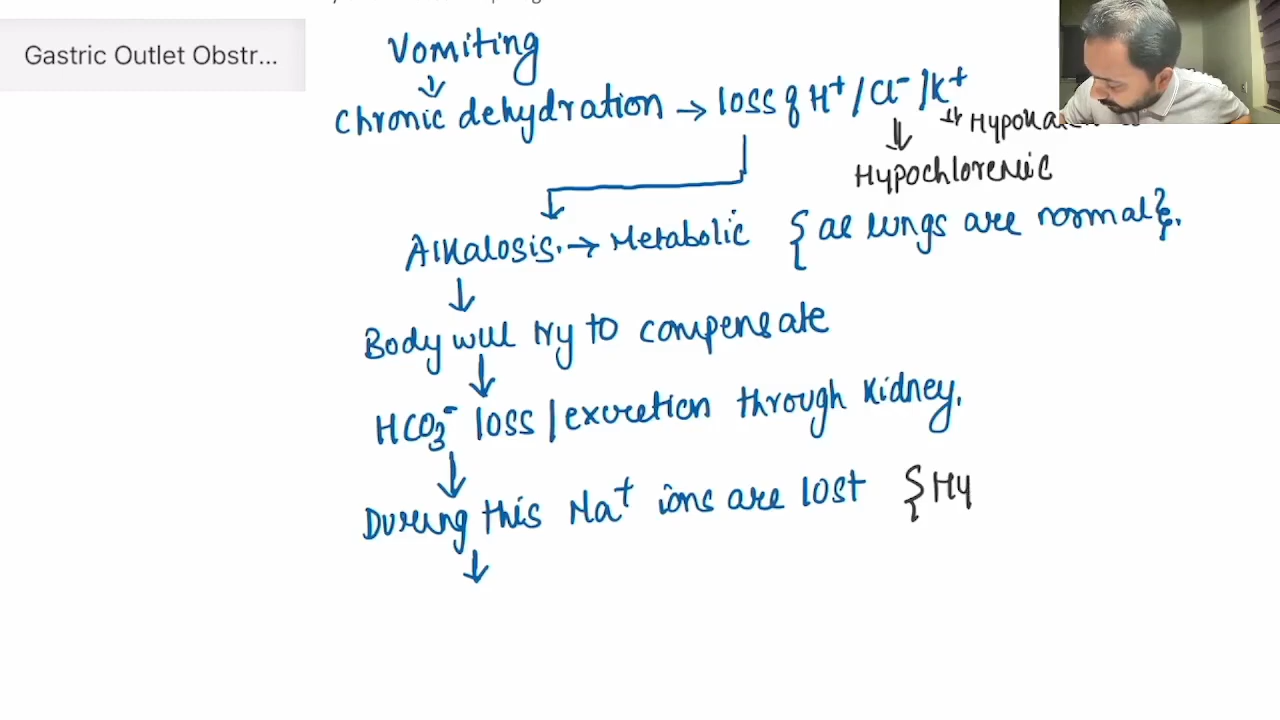 Gastric Outlet Obstr...
Vomiting
↓
Chronic dehydration → loss of H+ / Cl- / K+
Hypochloremic
Alkalosis. → Metabolic { as lungs are normal }.
↓
Body will try to compensate
↓
HCO3- loss / excretion through kidney.
↓
During this Na+ ions are lost { Hy
↓